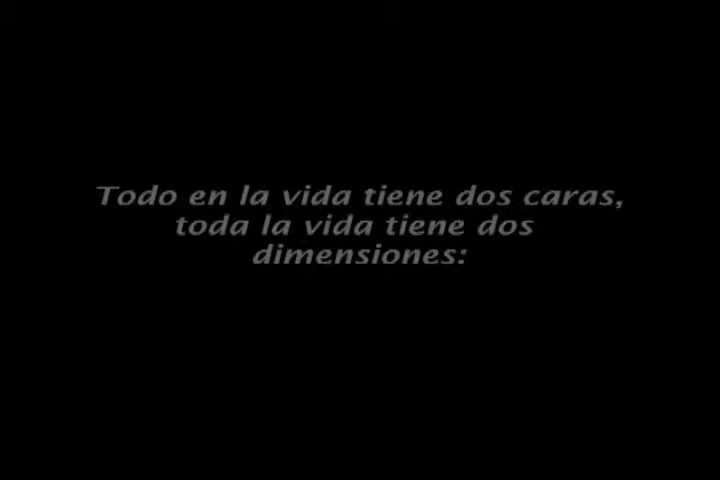 Todo en la vida tiene dos caras,
toda la vida tiene dos
dimensiones: